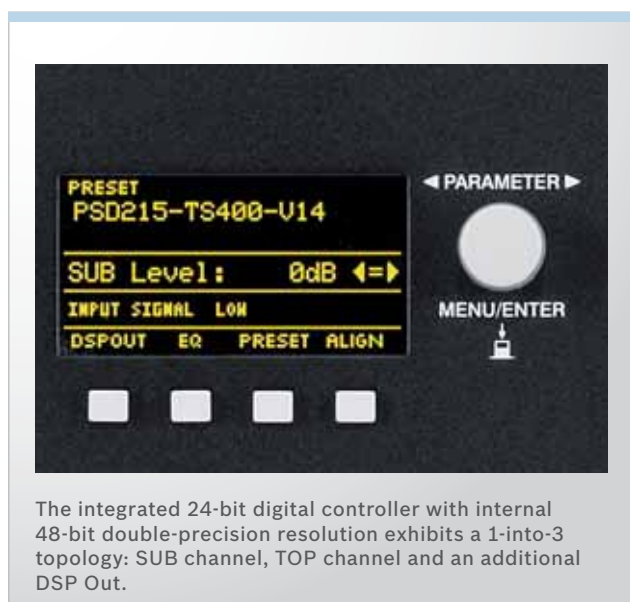 PRESET
PSD215-TS400-V14
SUB Level: 0dB ◀=▶
INPUT SIGNAL LOW
DSPOUT EQ PRESET ALIGN
◀ PARAMETER ▶
MENU/ENTER
The integrated 24-bit digital controller with internal
48-bit double-precision resolution exhibits a 1-into-3
topology: SUB channel, TOP channel and an additional
DSP Out.